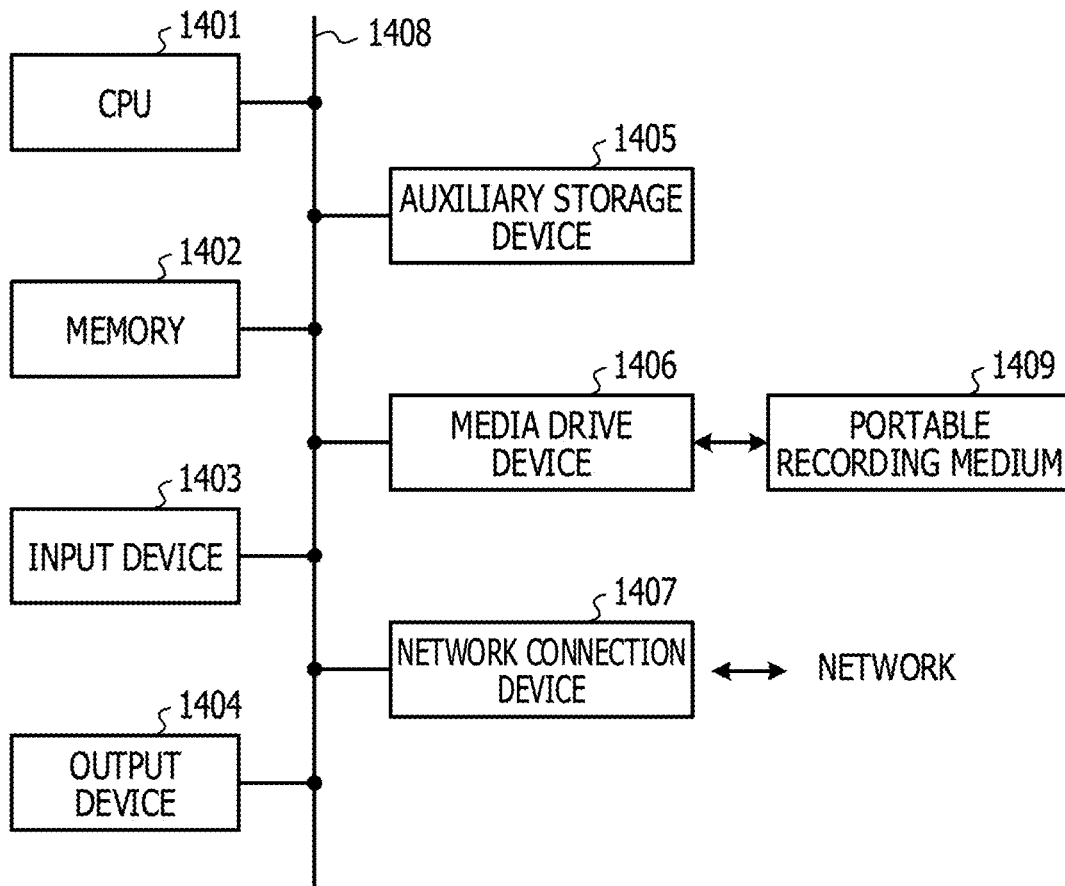 1401
CPU
1408
1405
AUXILIARY STORAGE
DEVICE
1402
MEMORY
1406
MEDIA DRIVE
DEVICE
1409
PORTABLE
RECORDING MEDIUM
1403
INPUT DEVICE
1407
NETWORK CONNECTION
DEVICE
NETWORK
1404
OUTPUT
DEVICE